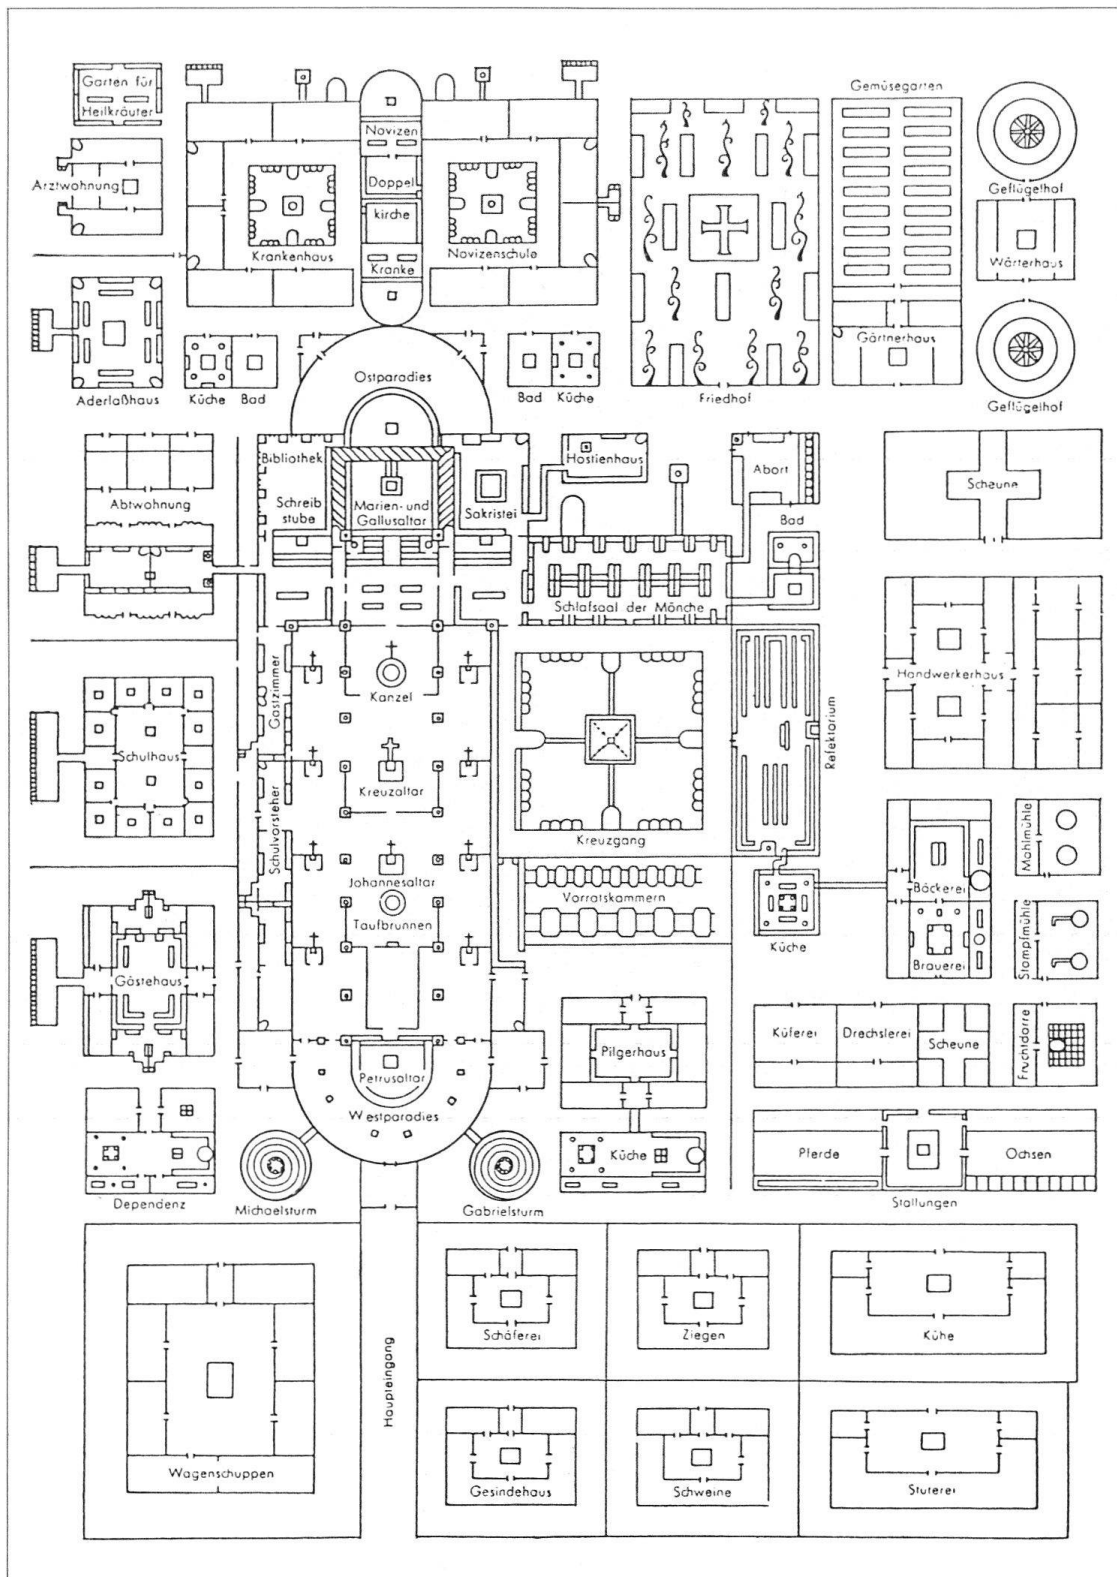 Garten für
Heilkräuter
Arztwohnung
Krankenhaus
Novizen
Doppel
kirche
Kranke
Novizenschule
Gemüsegarten
Geflügelhof
Wärterhaus
Gärtnerhaus
Geflügelhof
Friedhof
Aderlaßhaus
Küche
Bad
Ostparadies
Bad
Küche
Bibliothek
Schreib
stube
Marien- und
Gallusaltar
Sakristei
Hostienhaus
Abort
Bad
Scheune
Abtwohnung
Schlafsaal der Mönche
Gastzimmer
Kanzel
Handwerkerhaus
Refektorium
Schulhaus
Kreuzaltar
Kreuzgang
Schulvorsteher
Johannesaltar
Taufbrunnen
Vorratskammern
Küche
Bäckerei
Brauerei
Mahlmühle
Stampfmühle
Gästehaus
Küferei
Drechslerei
Scheune
Fruchtdarre
Pilgerhaus
Petrusaltar
Westparadies
Küche
Pferde
Ochsen
Stallungen
Dependenz
Michaelsturm
Gabrielsturm
Haupteingang
Schäferei
Ziegen
Kühe
Wagenschuppen
Gesindehaus
Schweine
Stuterei